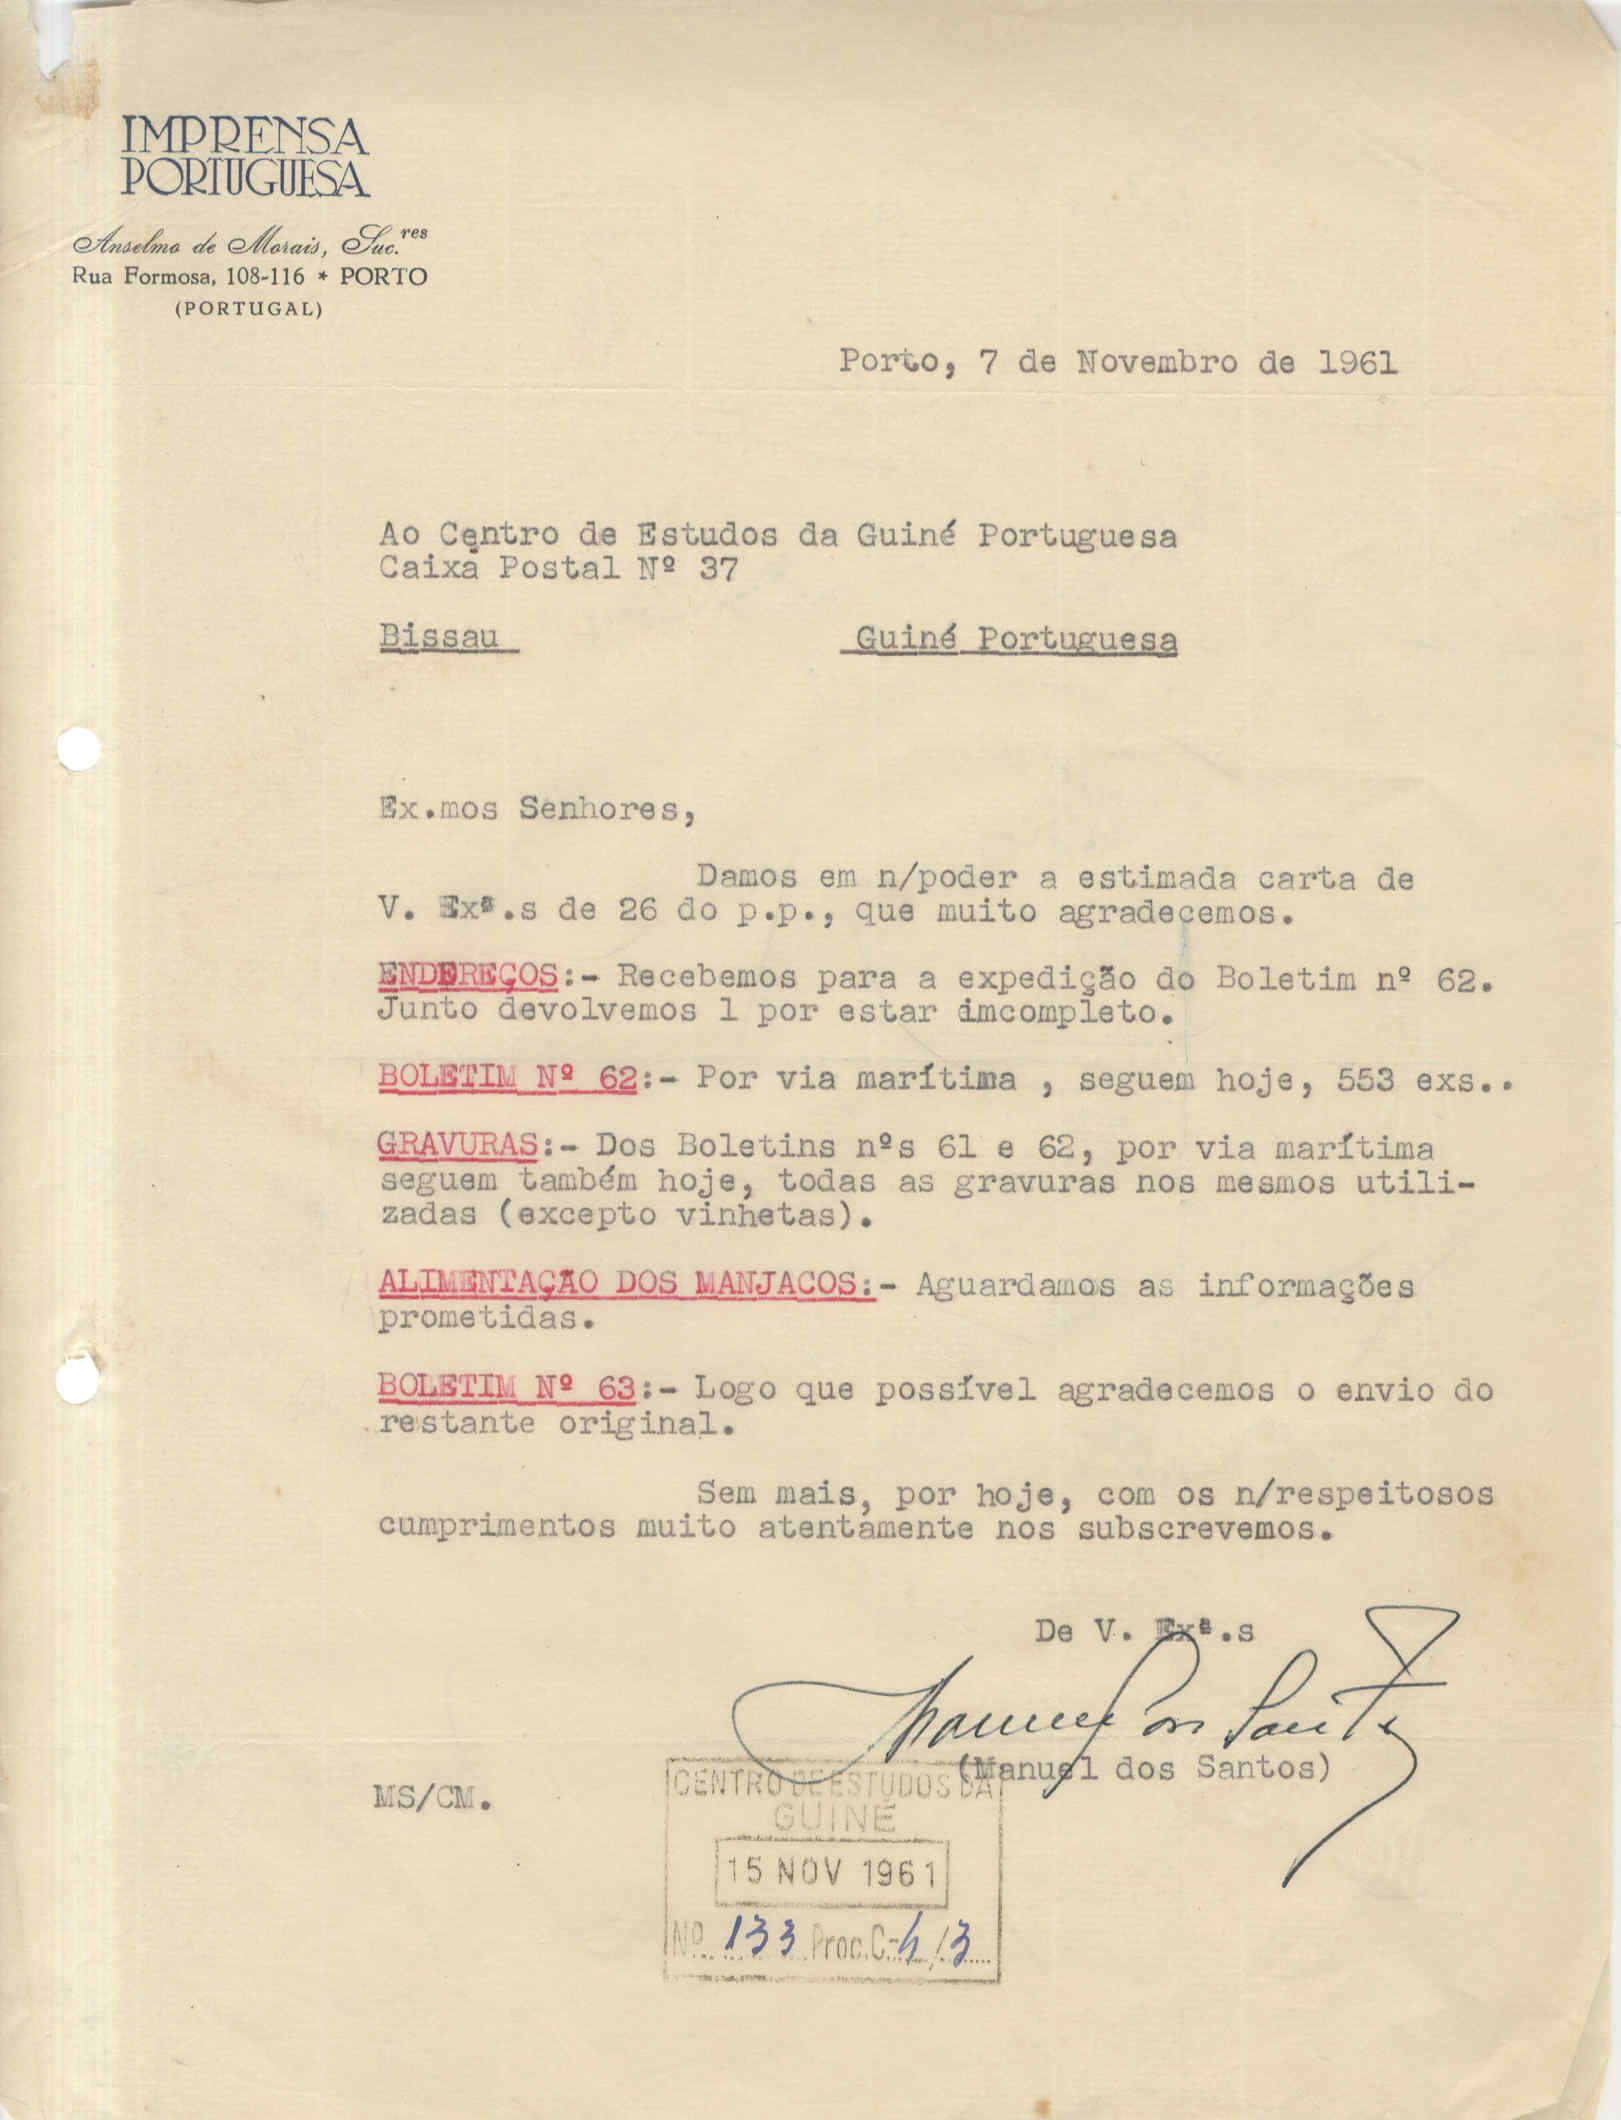 IMPRENSA
PORTUGUESA
Anselmo de Morais, Suc.res
Rua Formosa, 108-116 * PORTO
(PORTUGAL)
Porto, 7 de Novembro de 1961
Ao Centro de Estudos da Guiné Portuguesa
Caixa Postal Nº 37
Bissau Guiné Portuguesa
Ex.mos Senhores,
Damos em n/poder a estimada carta de
V. Exª.s de 26 do p.p., que muito agradecemos.
ENDEREÇOS:- Recebemos para a expedição do Boletim nº 62.
Junto devolvemos 1 por estar imcompleto.
BOLETIM Nº 62:- Por via marítima , seguem hoje, 553 exs..
GRAVURAS:- Dos Boletins nºs 61 e 62, por via marítima
seguem também hoje, todas as gravuras nos mesmos utili-
zadas (excepto vinhetas).
ALIMENTAÇÃO DOS MANJACOS:- Aguardamos as informações
prometidas.
BOLETIM Nº 63:- Logo que possível agradecemos o envio do
restante original.
Sem mais, por hoje, com os n/respeitosos
cumprimentos muito atentamente nos subscrevemos.
De V. Exª.s
Manuel dos Santos
(Manuel dos Santos)
MS/CM.
CENTRO DE ESTUDOS DA
GUINÉ
15 NOV 1961
Nº 133 Proc. C-4/3